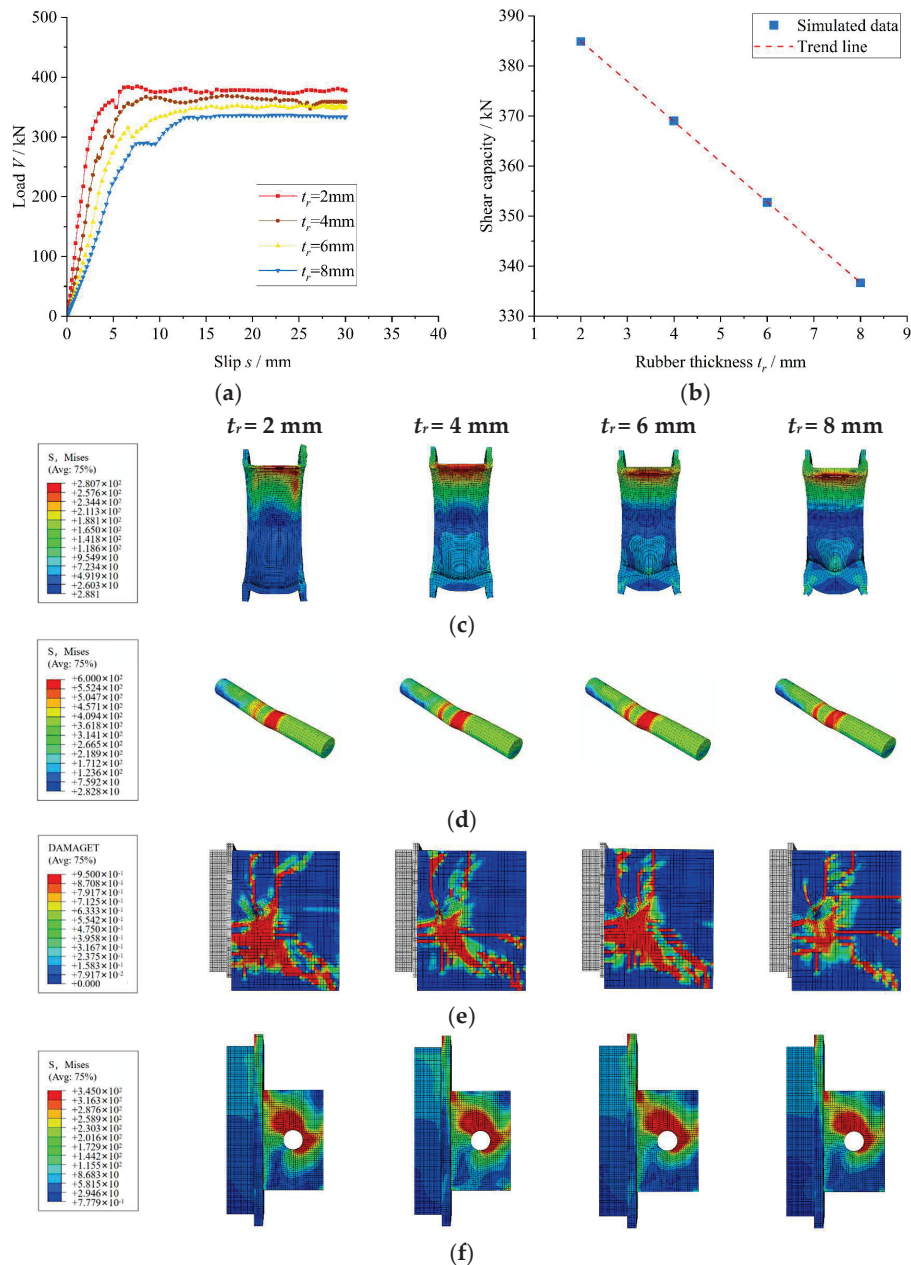 500
400
300
200
100
0
Load V / kN
0 5 10 15 20 25 30 35 40
Slip s / mm
tᵣ=2mm
tᵣ=4mm
tᵣ=6mm
tᵣ=8mm
(a)
390
380
370
360
350
340
330
Shear capacity / kN
1 2 3 4 5 6 7 8 9
Rubber thickness tᵣ / mm
Simulated data
Trend line
(b)
tᵣ = 2 mm tᵣ = 4 mm tᵣ = 6 mm tᵣ = 8 mm
S, Mises
(Avg: 75%)
+2.807×10²
+2.576×10²
+2.344×10²
+2.113×10²
+1.881×10²
+1.650×10²
+1.418×10²
+1.186×10²
+9.549×10
+7.234×10
+4.919×10
+2.603×10
+2.881
(c)
S, Mises
(Avg: 75%)
+6.000×10²
+5.524×10²
+5.047×10²
+4.571×10²
+4.094×10²
+3.618×10²
+3.141×10²
+2.665×10²
+2.189×10²
+1.712×10²
+1.236×10²
+7.592×10
+2.828×10
(d)
DAMAGET
(Avg: 75%)
+9.500×10⁻¹
+8.708×10⁻¹
+7.917×10⁻¹
+7.125×10⁻¹
+6.333×10⁻¹
+5.542×10⁻¹
+4.750×10⁻¹
+3.958×10⁻¹
+3.167×10⁻¹
+2.375×10⁻¹
+1.583×10⁻¹
+7.917×10⁻²
+0.000
(e)
S, Mises
(Avg: 75%)
+3.450×10²
+3.163×10²
+2.876×10²
+2.589×10²
+2.303×10²
+2.016×10²
+1.729×10²
+1.442×10²
+1.155×10²
+8.683×10
+5.815×10
+2.946×10
+7.779×10⁻¹
(f)